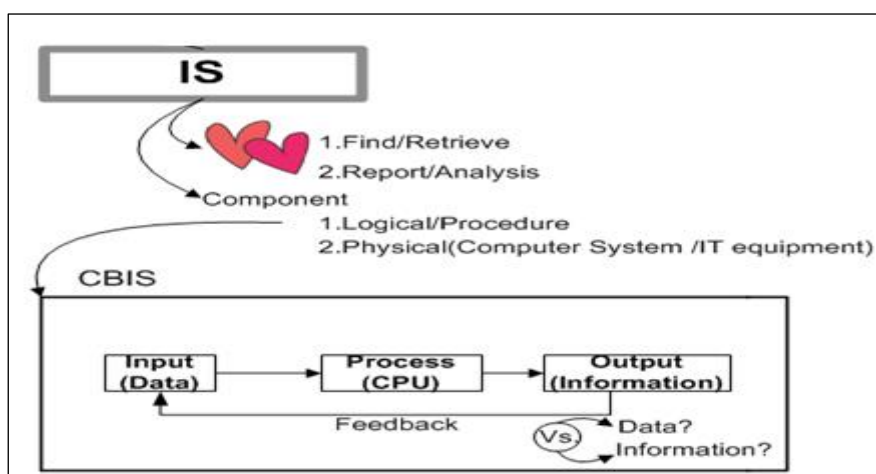 IS
1.Find/Retrieve
2.Report/Analysis
Component
1.Logical/Procedure
2.Physical(Computer System /IT equipment)
CBIS
Input
(Data)
Process
(CPU)
Output
(Information)
Feedback
Vs.
Data?
Information?